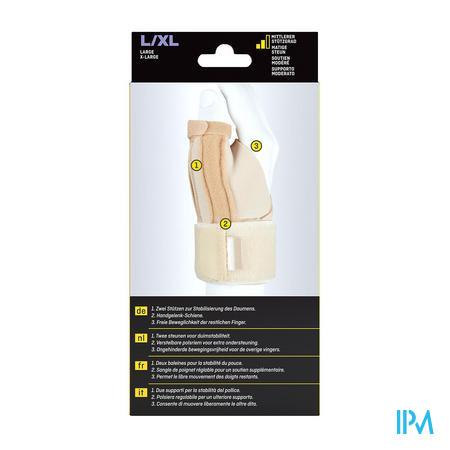 L/XL
LARGE
X-LARGE
MITTLERER
STÜTZGRAD
MATIGE
STEUN
SOUTIEN
MODÉRÉ
SUPPORTO
MODERATO
1
3
2
de
1. Zwei Stützen zur Stabilisierung des Daumens.
2. Handgelenk-Schiene.
3. Freie Beweglichkeit der restlichen Finger.
nl
1. Twee steunen voor duimstabiliteit.
2. Verstelbare polsriem voor extra ondersteuning.
3. Ongehinderde bewegingsvrijheid voor de overige vingers.
fr
1. Deux baleines pour la stabilité du pouce.
2. Sangle de poignet réglable pour un soutien supplémentaire.
3. Permet le libre mouvement des doigts restants.
it
1. Due supporti per la stabilità del pollice.
2. Polsiera regolabile per un ulteriore supporto.
3. Consente di muovere liberamente le altre dita.
IPM